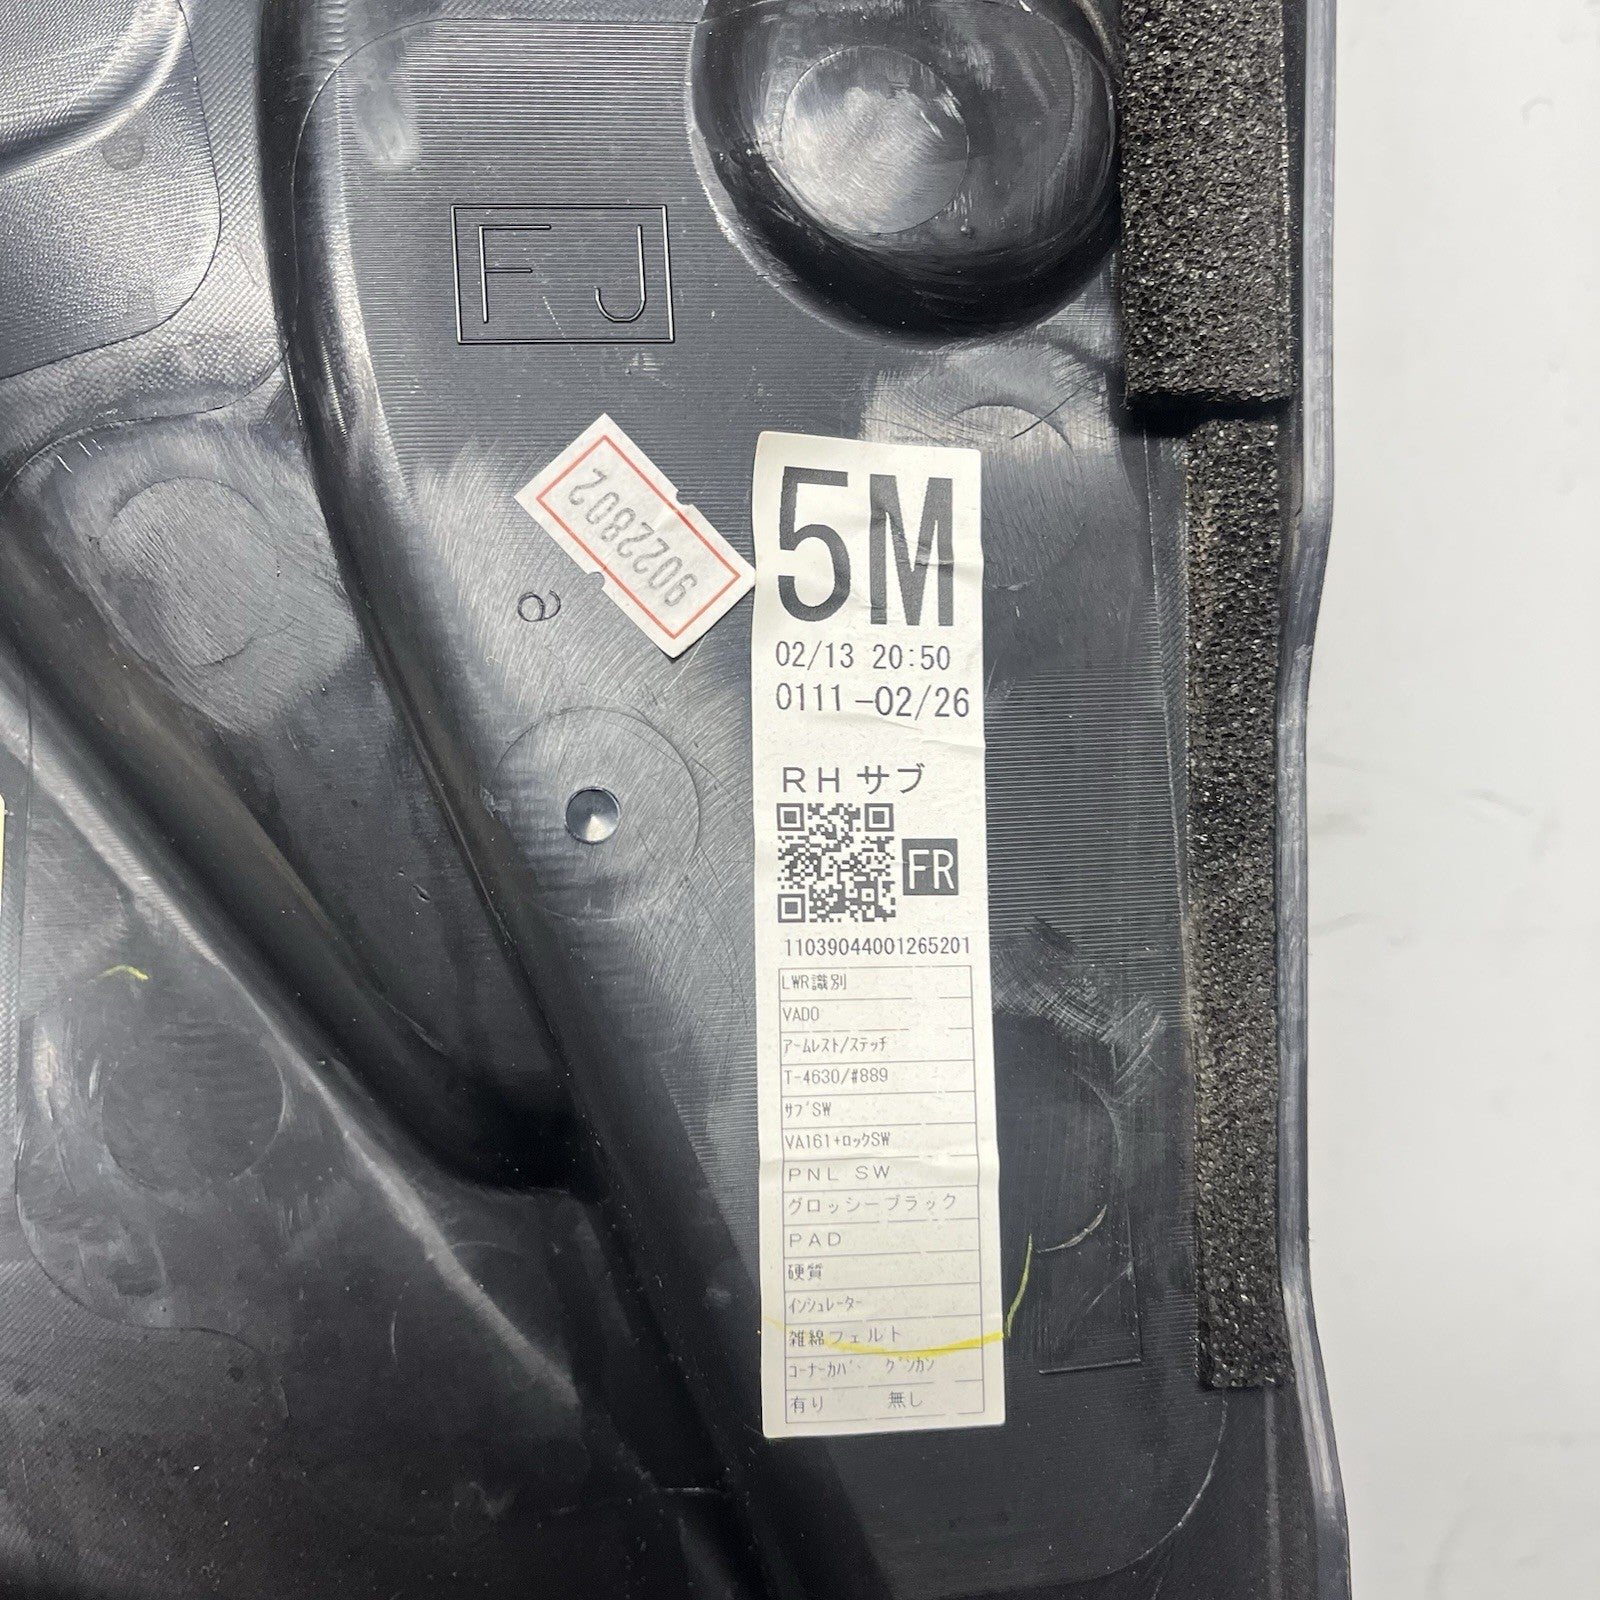 FJ
9022802
a
5M
02/13 20:50
0111-02/26
RHサブ
FR
11039044001265201
LWR識別
VADO
アームレスト/ステッチ
T-4630/#889
サブSW
VA161+ロックSW
PNL SW
グロッシーブラック
PAD
硬質
インシュレーター
雑綿フェルト
コーナーカバー グンカン
有り 無し